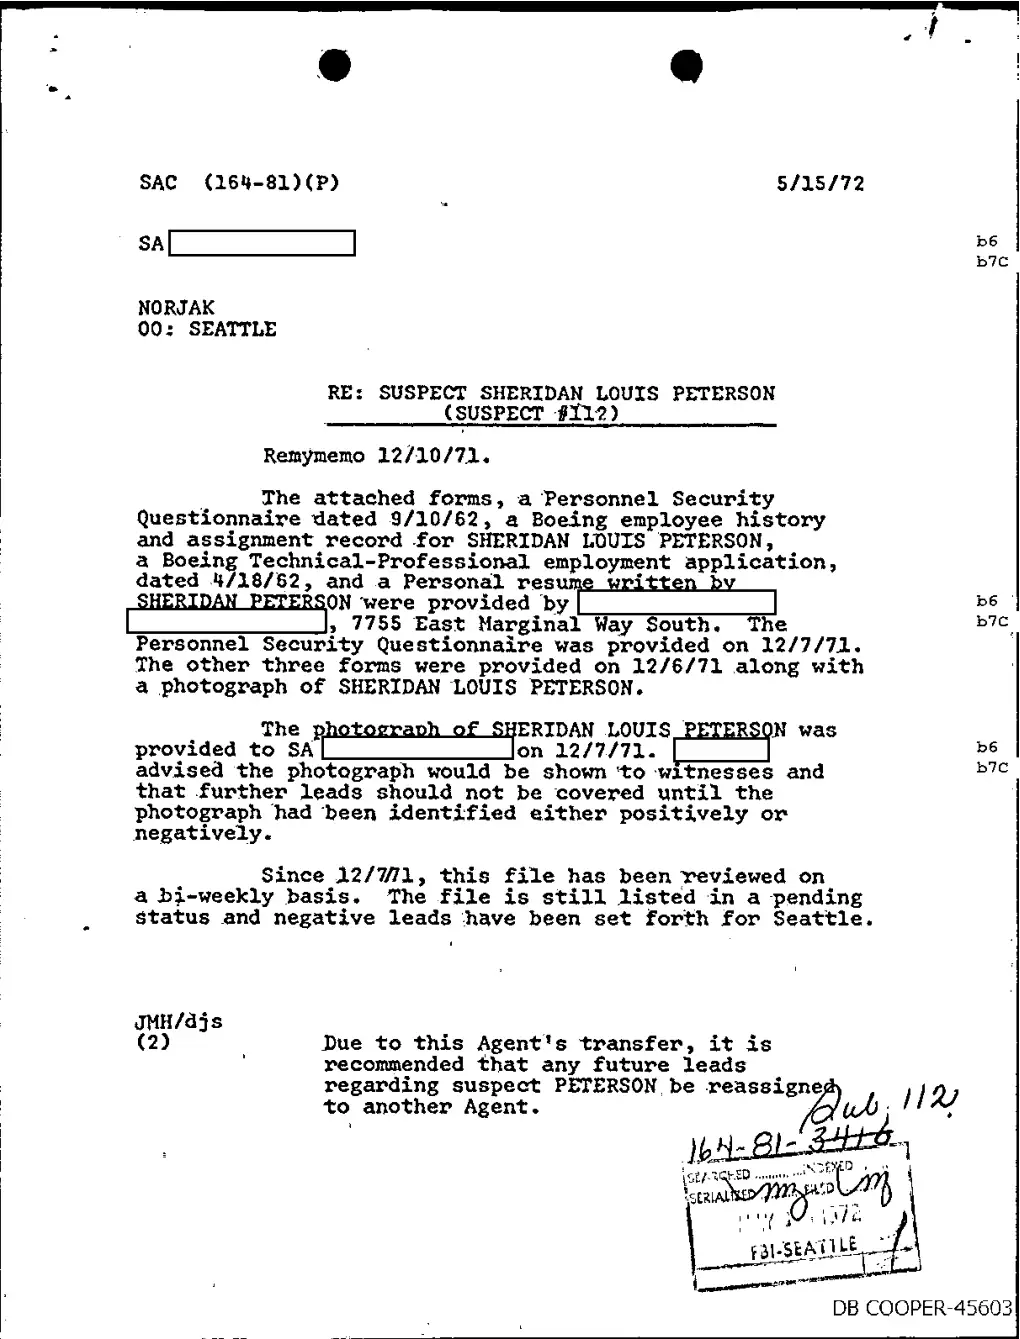 SAC (164-81)(P) 5/15/72
SA b6
b7C
NORJAK
OO: SEATTLE
RE: SUSPECT SHERIDAN LOUIS PETERSON
(SUSPECT #112)
Remymemo 12/10/71.
The attached forms, a Personnel Security
Questionnaire dated 9/10/62, a Boeing employee history
and assignment record for SHERIDAN LOUIS PETERSON,
a Boeing Technical-Professional employment application,
dated 4/18/62, and a Personal resume written by
SHERIDAN PETERSON were provided by b6
, 7755 East Marginal Way South. The b7C
Personnel Security Questionnaire was provided on 12/7/71.
The other three forms were provided on 12/6/71 along with
a photograph of SHERIDAN LOUIS PETERSON.
The photograph of SHERIDAN LOUIS PETERSON was
provided to SA on 12/7/71. b6
advised the photograph would be shown to witnesses and b7C
that further leads should not be covered until the
photograph had been identified either positively or
negatively.
Since 12/7/71, this file has been reviewed on
a bi-weekly basis. The file is still listed in a pending
status and negative leads have been set forth for Seattle.
JMH/djs
(2) Due to this Agent's transfer, it is
recommended that any future leads
regarding suspect PETERSON be reassigned
to another Agent.
Sub. 112
164-81-3416
SEARCHED INDEXED
SERIALIZED FILED
1972
FBI-SEATTLE
DB COOPER-45603